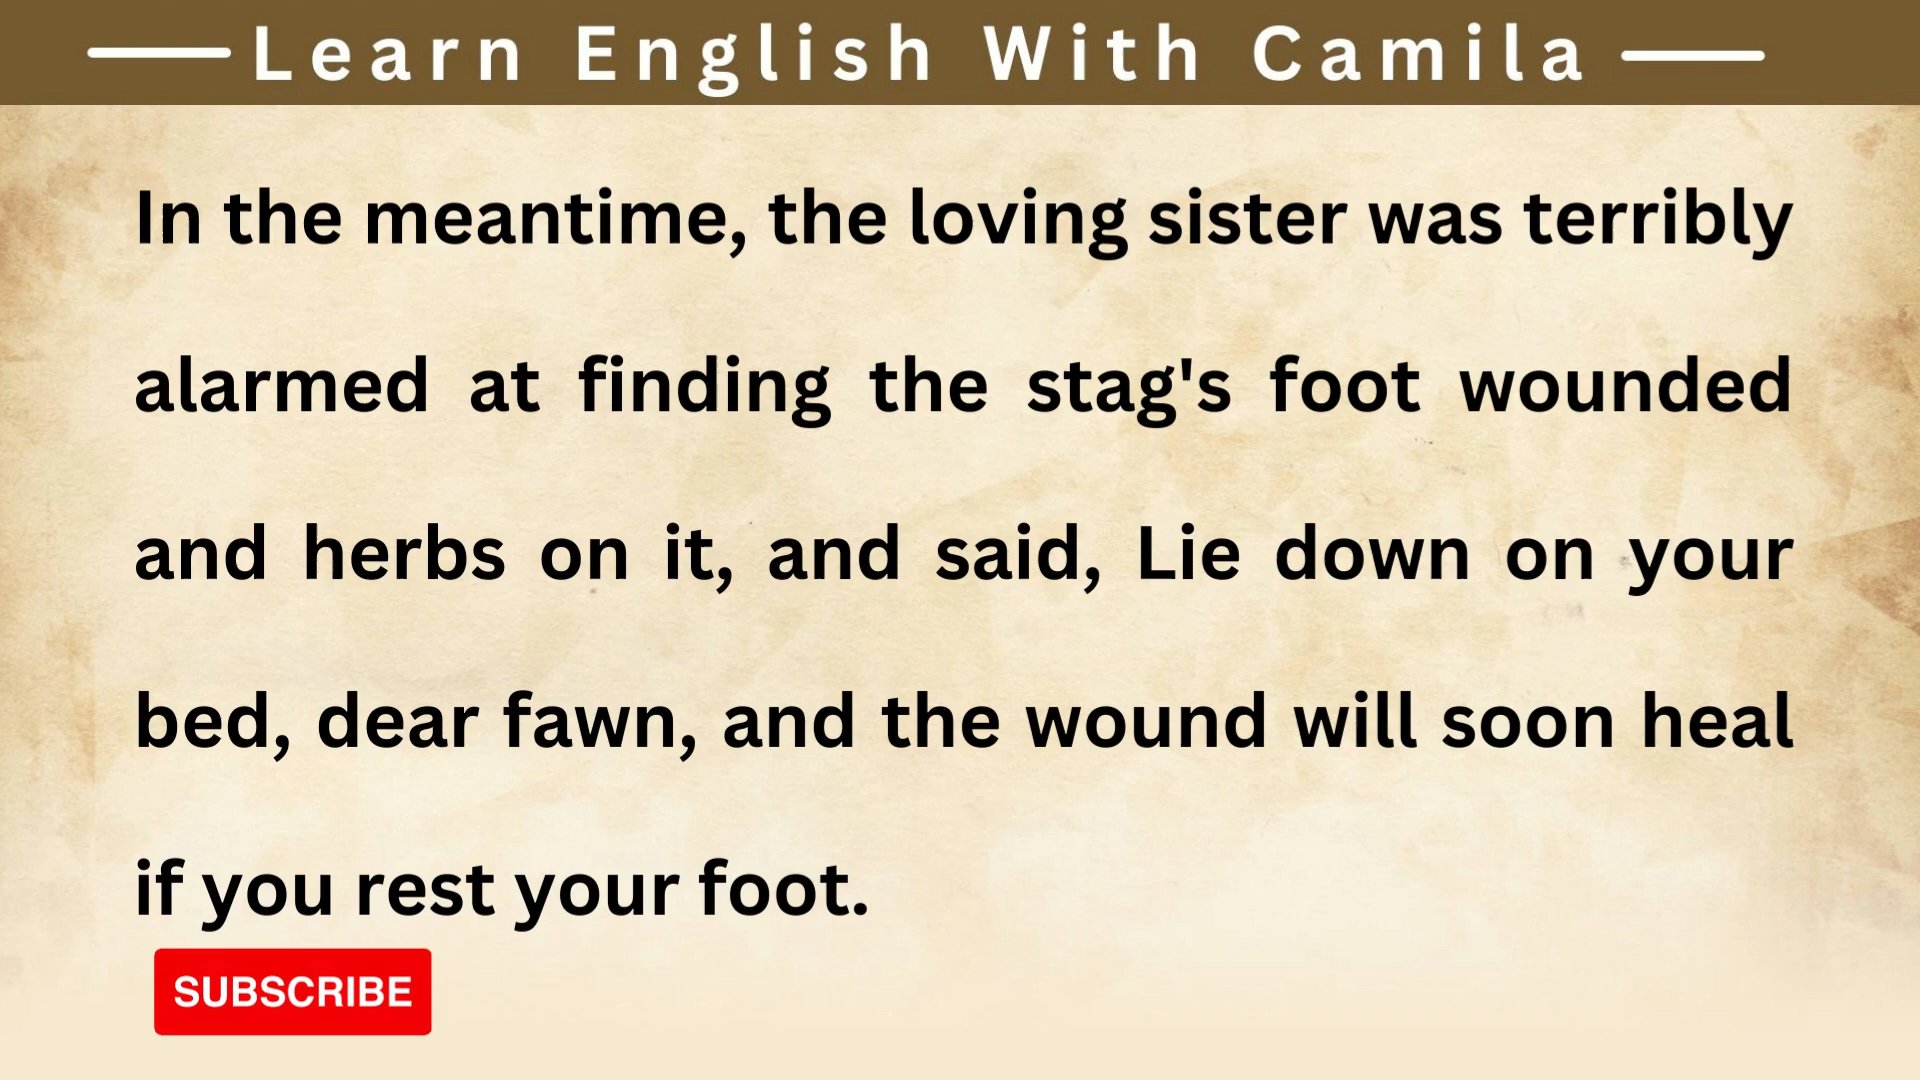 Learn English With Camila
In the meantime, the loving sister was terribly
alarmed at finding the stag's foot wounded
and herbs on it, and said, Lie down on your
bed, dear fawn, and the wound will soon heal
if you rest your foot.
SUBSCRIBE